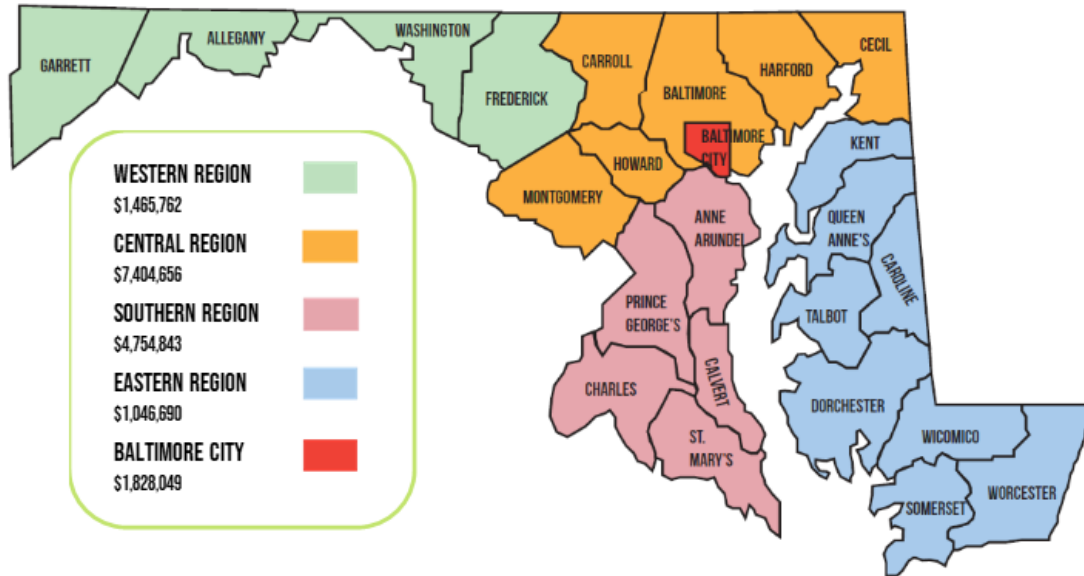 GARRETT
ALLEGANY
WASHINGTON
FREDERICK
CARROLL
BALTIMORE
HARFORD
CECIL
BALTIMORE
CITY
HOWARD
MONTGOMERY
KENT
ANNE
ARUNDEL
QUEEN
ANNE'S
CAROLINE
TALBOT
PRINCE
GEORGE'S
CALVERT
CHARLES
ST.
MARY'S
DORCHESTER
WICOMICO
SOMERSET
WORCESTER
WESTERN REGION
$1,465,762
CENTRAL REGION
$7,404,656
SOUTHERN REGION
$4,754,843
EASTERN REGION
$1,046,690
BALTIMORE CITY
$1,828,049